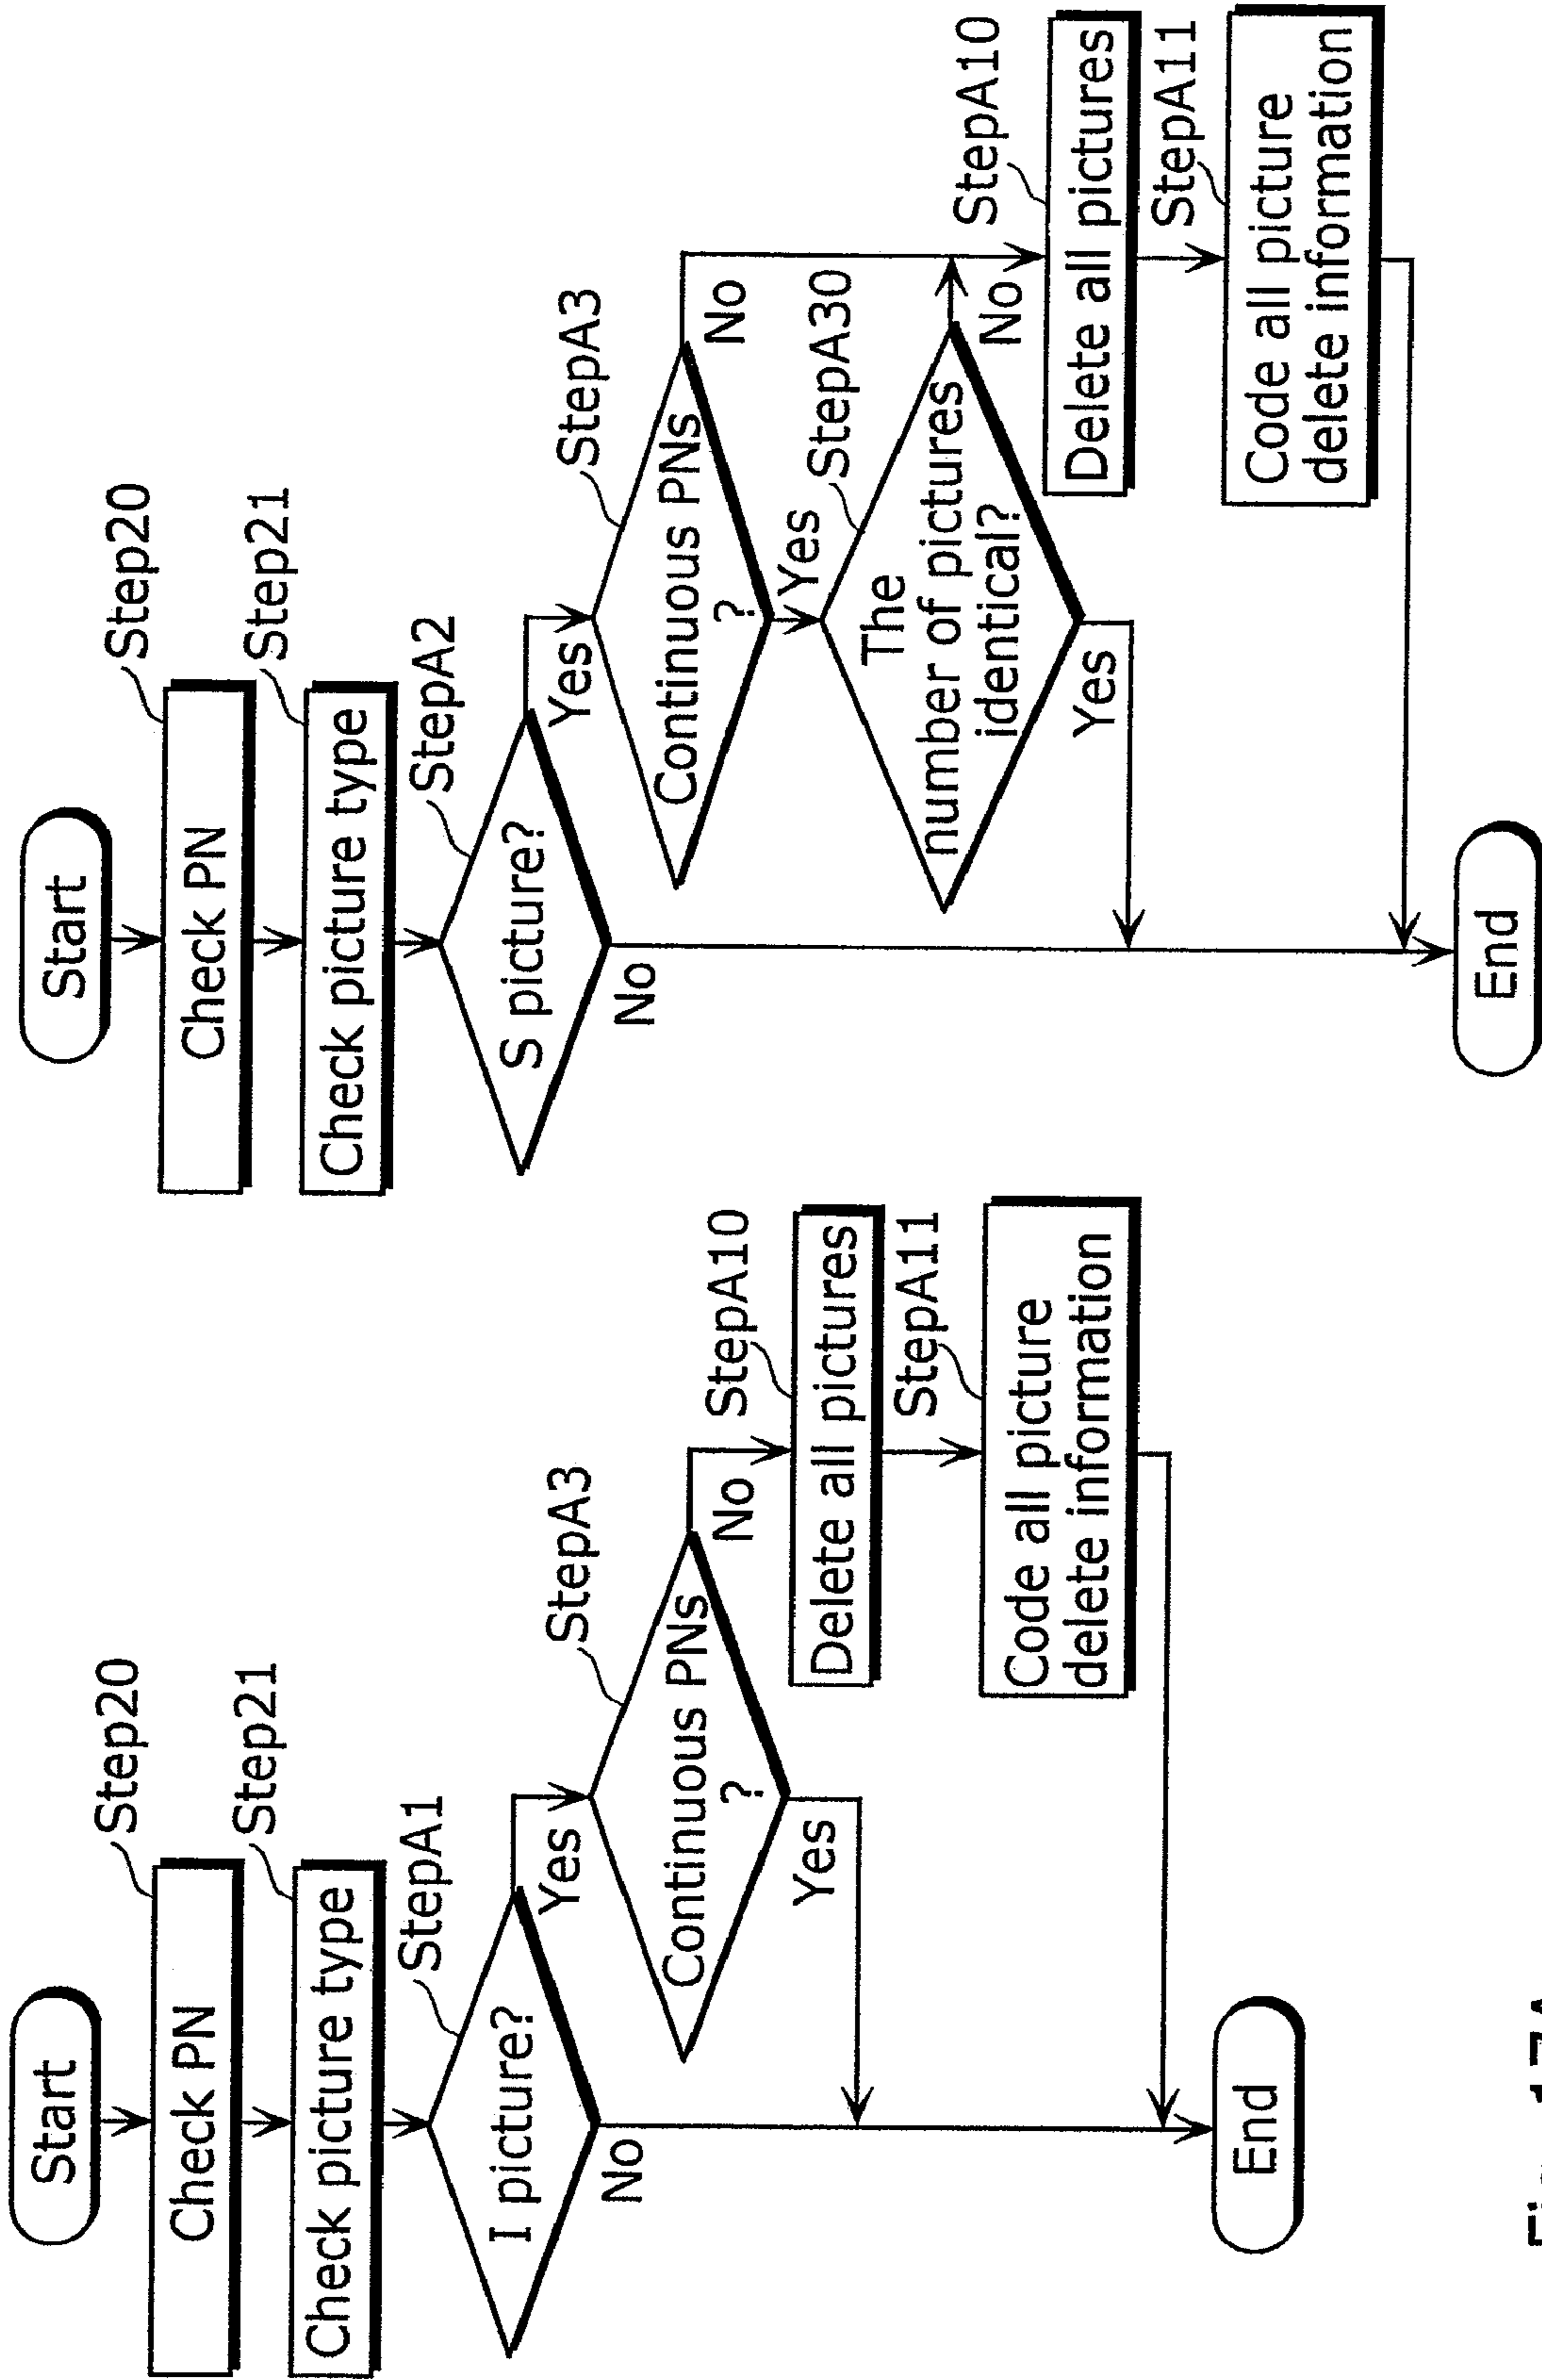 Start
Check PN
Step20
Check picture type
Step21
I picture?
StepA1
Yes
No
Continuous PNs
?
StepA3
Yes
No
Delete all pictures
StepA10
Code all picture
delete information
StepA11
End
Start
Check PN
Step20
Check picture type
Step21
S picture?
StepA2
Yes
No
Continuous PNs
?
StepA3
Yes
No
The
number of pictures
identical?
StepA30
Yes
No
Delete all pictures
StepA10
Code all picture
delete information
StepA11
End